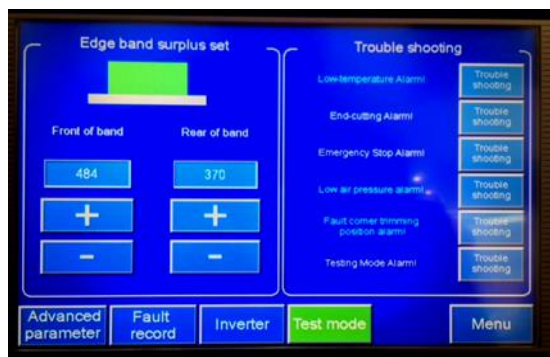 Edge band surplus set
Front of band
Rear of band
484
370
+
+
-
-
Trouble shooting
Low-temperature Alarm!
Trouble
shooting
End-cutting Alarm!
Trouble
shooting
Emergency Stop Alarm!
Trouble
shooting
Low air pressure alarm!
Trouble
shooting
Fault corner trimming
position alarm!
Trouble
shooting
Testing Mode Alarm!
Trouble
shooting
Advanced
parameter
Fault
record
Inverter
Test mode
Menu